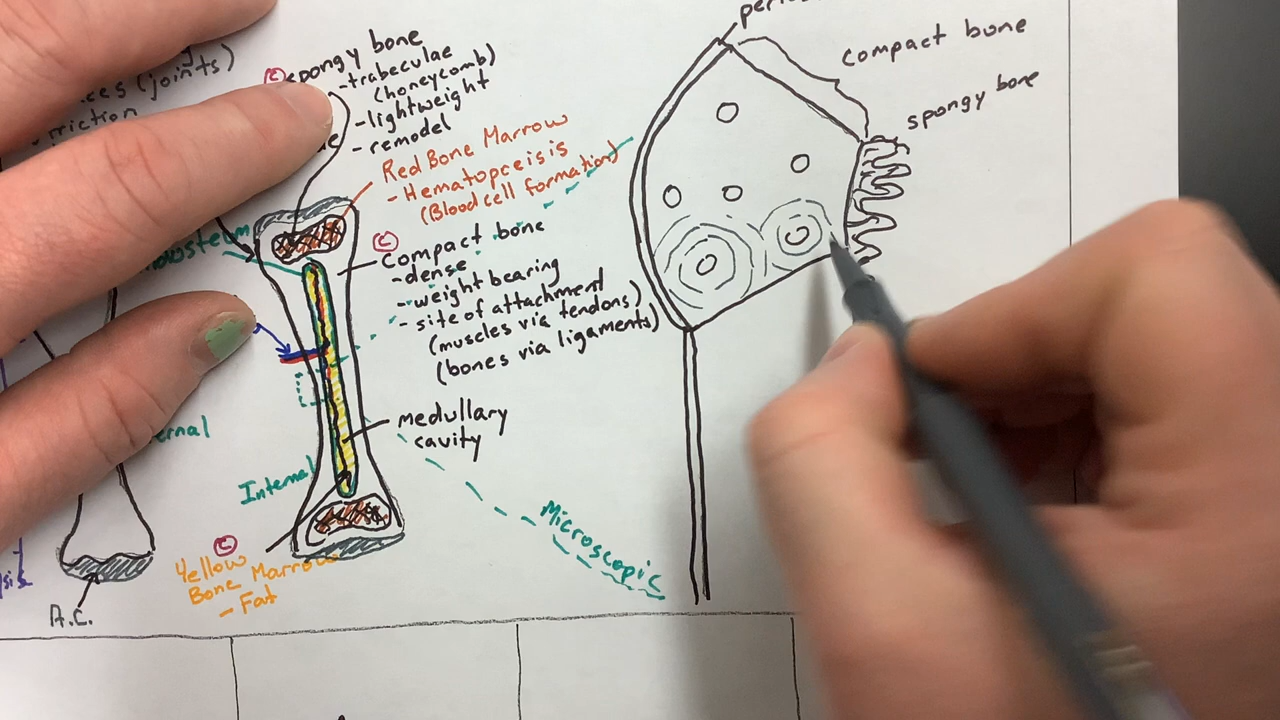 spongy bone
-trabeculae
(honeycomb)
-lightweight
- remodel
(joints)
Red Bone Marrow
- Hematopoeisis
(Blood cell formation)
C
Compact bone
-dense
- weight bearing
- site of attachment
(muscles via tendons)
(bones via ligaments)
medullary
cavity
Internal
C
Yellow
Bone Marrow
- Fat
A.C.
Microscopic
compact bone
spongy bone